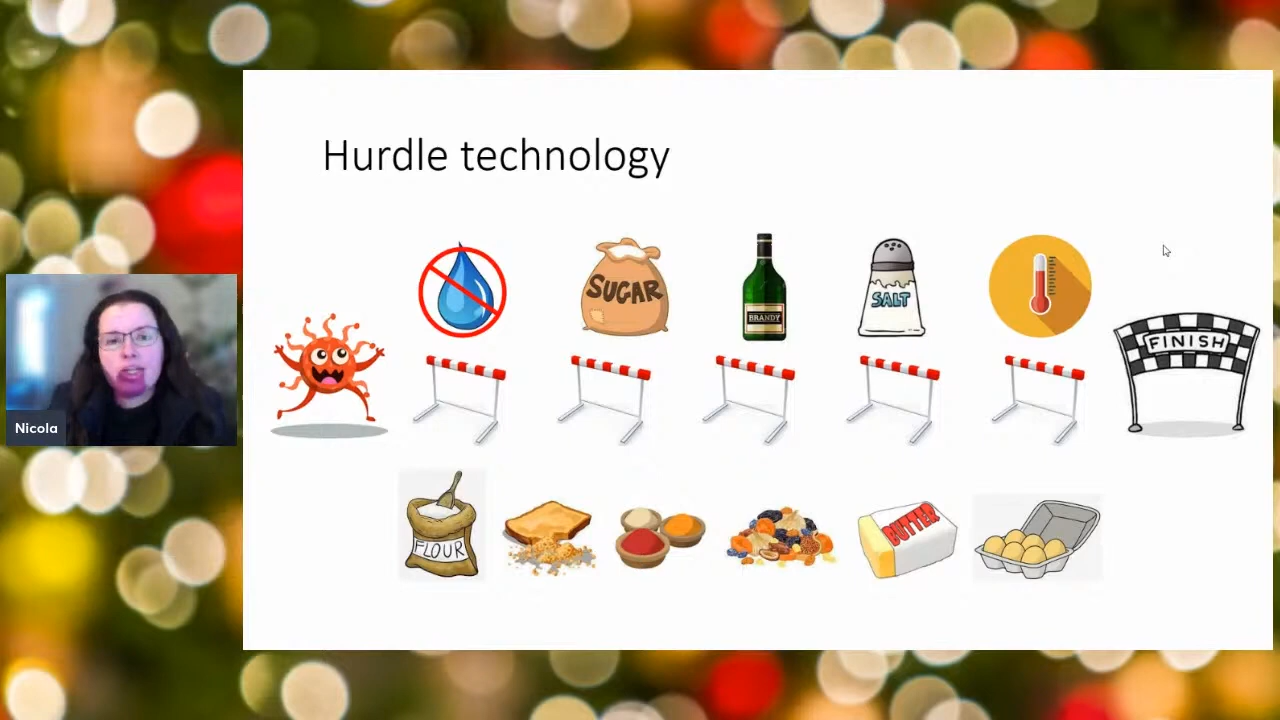 Hurdle technology
SUGAR
BRANDY
SALT
FINISH
Nicola
FLOUR
BUTTER